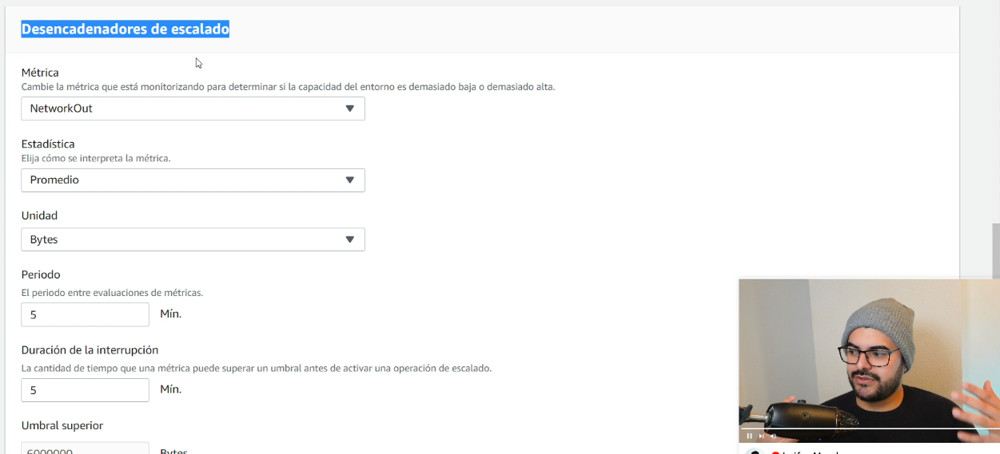 Desencadenadores de escalado
Métrica
Cambie la métrica que está monitorizando para determinar si la capacidad del entorno es demasiado baja o demasiado alta.
NetworkOut
Estadística
Elija cómo se interpreta la métrica.
Promedio
Unidad
Bytes
Periodo
El periodo entre evaluaciones de métricas.
5 Mín.
Duración de la interrupción
La cantidad de tiempo que una métrica puede superar un umbral antes de activar una operación de escalado.
5 Mín.
Umbral superior
6000000 Bytes